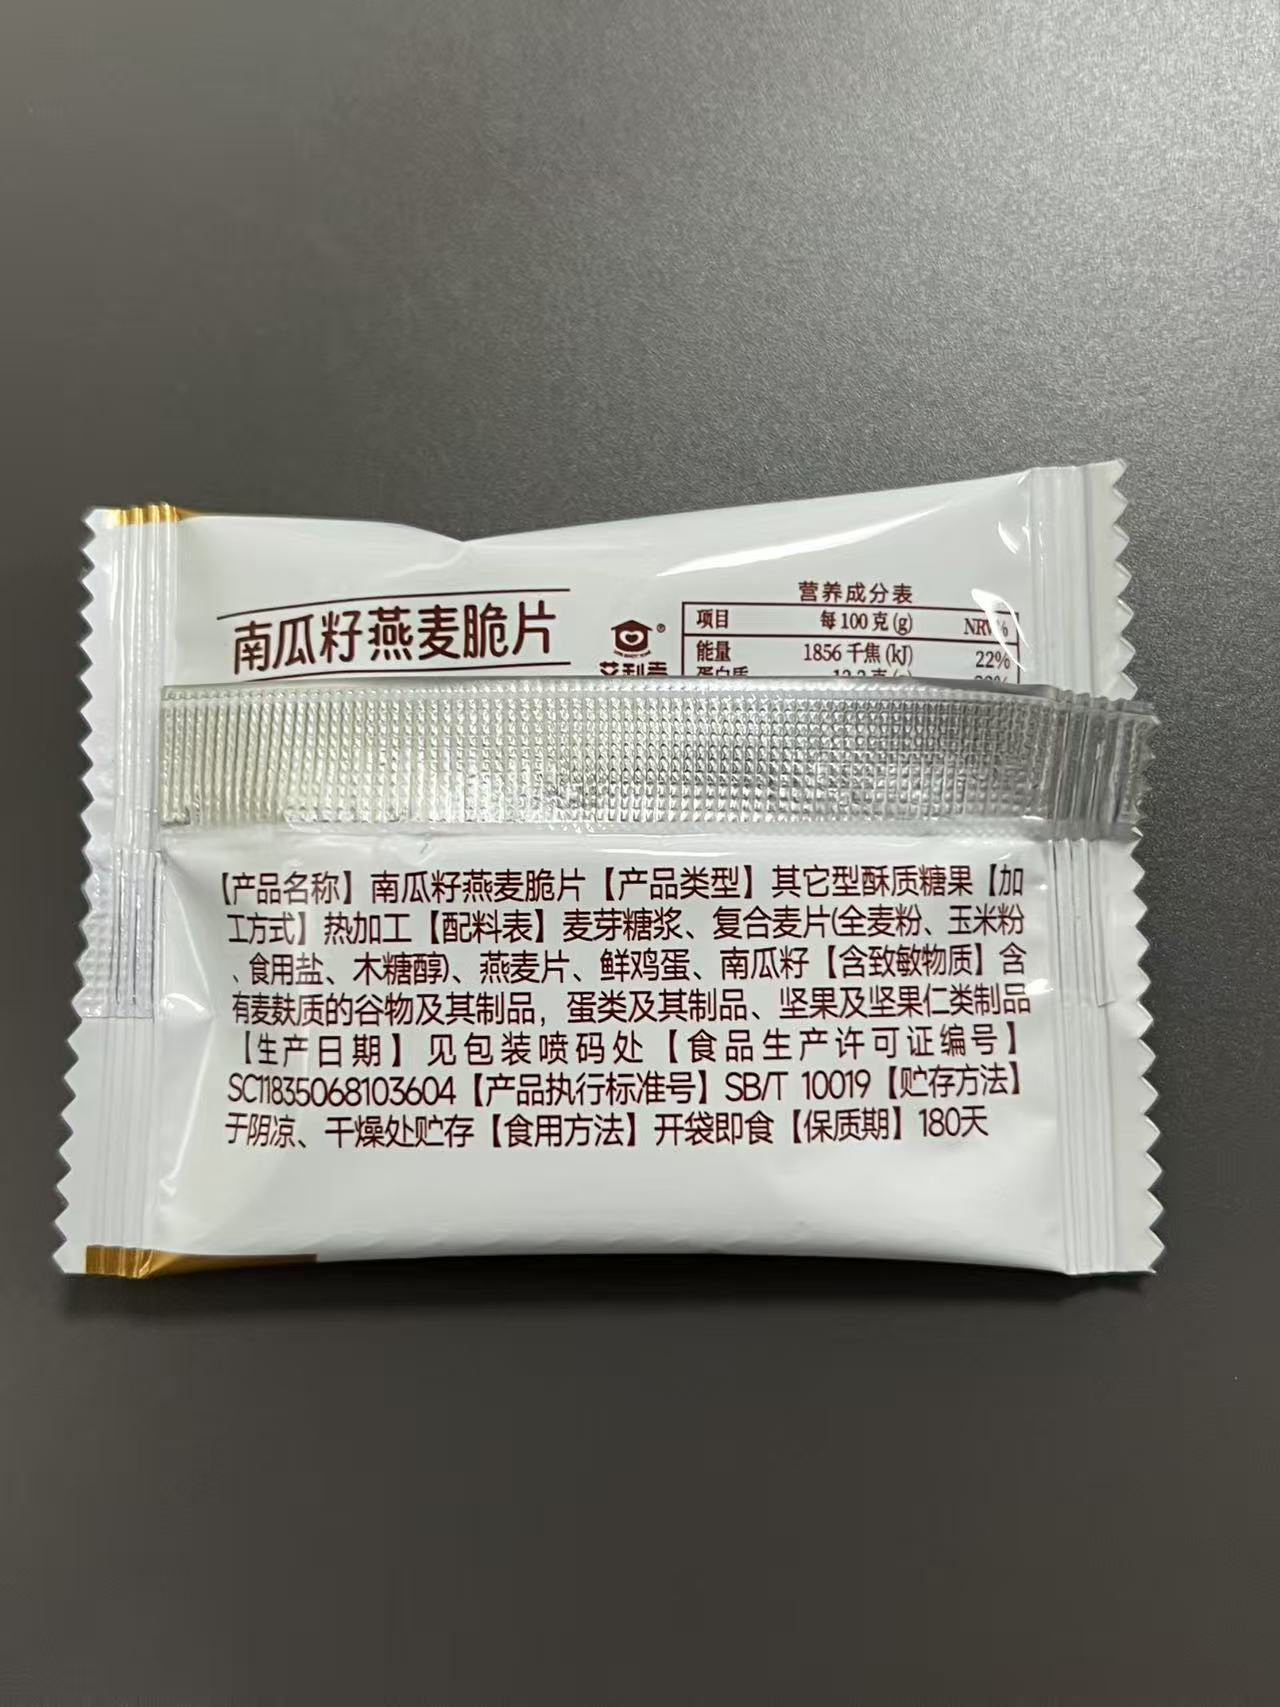 南瓜籽燕麦脆片
®
营养成分表
项目 每100克(g) NRV%
能量 1856千焦(kJ) 22%
【产品名称】南瓜籽燕麦脆片【产品类型】其它型酥质糖果【加
工方式】热加工【配料表】麦芽糖浆、复合麦片(全麦粉、玉米粉
、食用盐、木糖醇)、燕麦片、鲜鸡蛋、南瓜籽【含致敏物质】含
有麦麸质的谷物及其制品，蛋类及其制品、坚果及坚果仁类制品
【生产日期】见包装喷码处【食品生产许可证编号】
SC11835068103604【产品执行标准号】SB/T 10019【贮存方法】
于阴凉、干燥处贮存【食用方法】开袋即食【保质期】180天